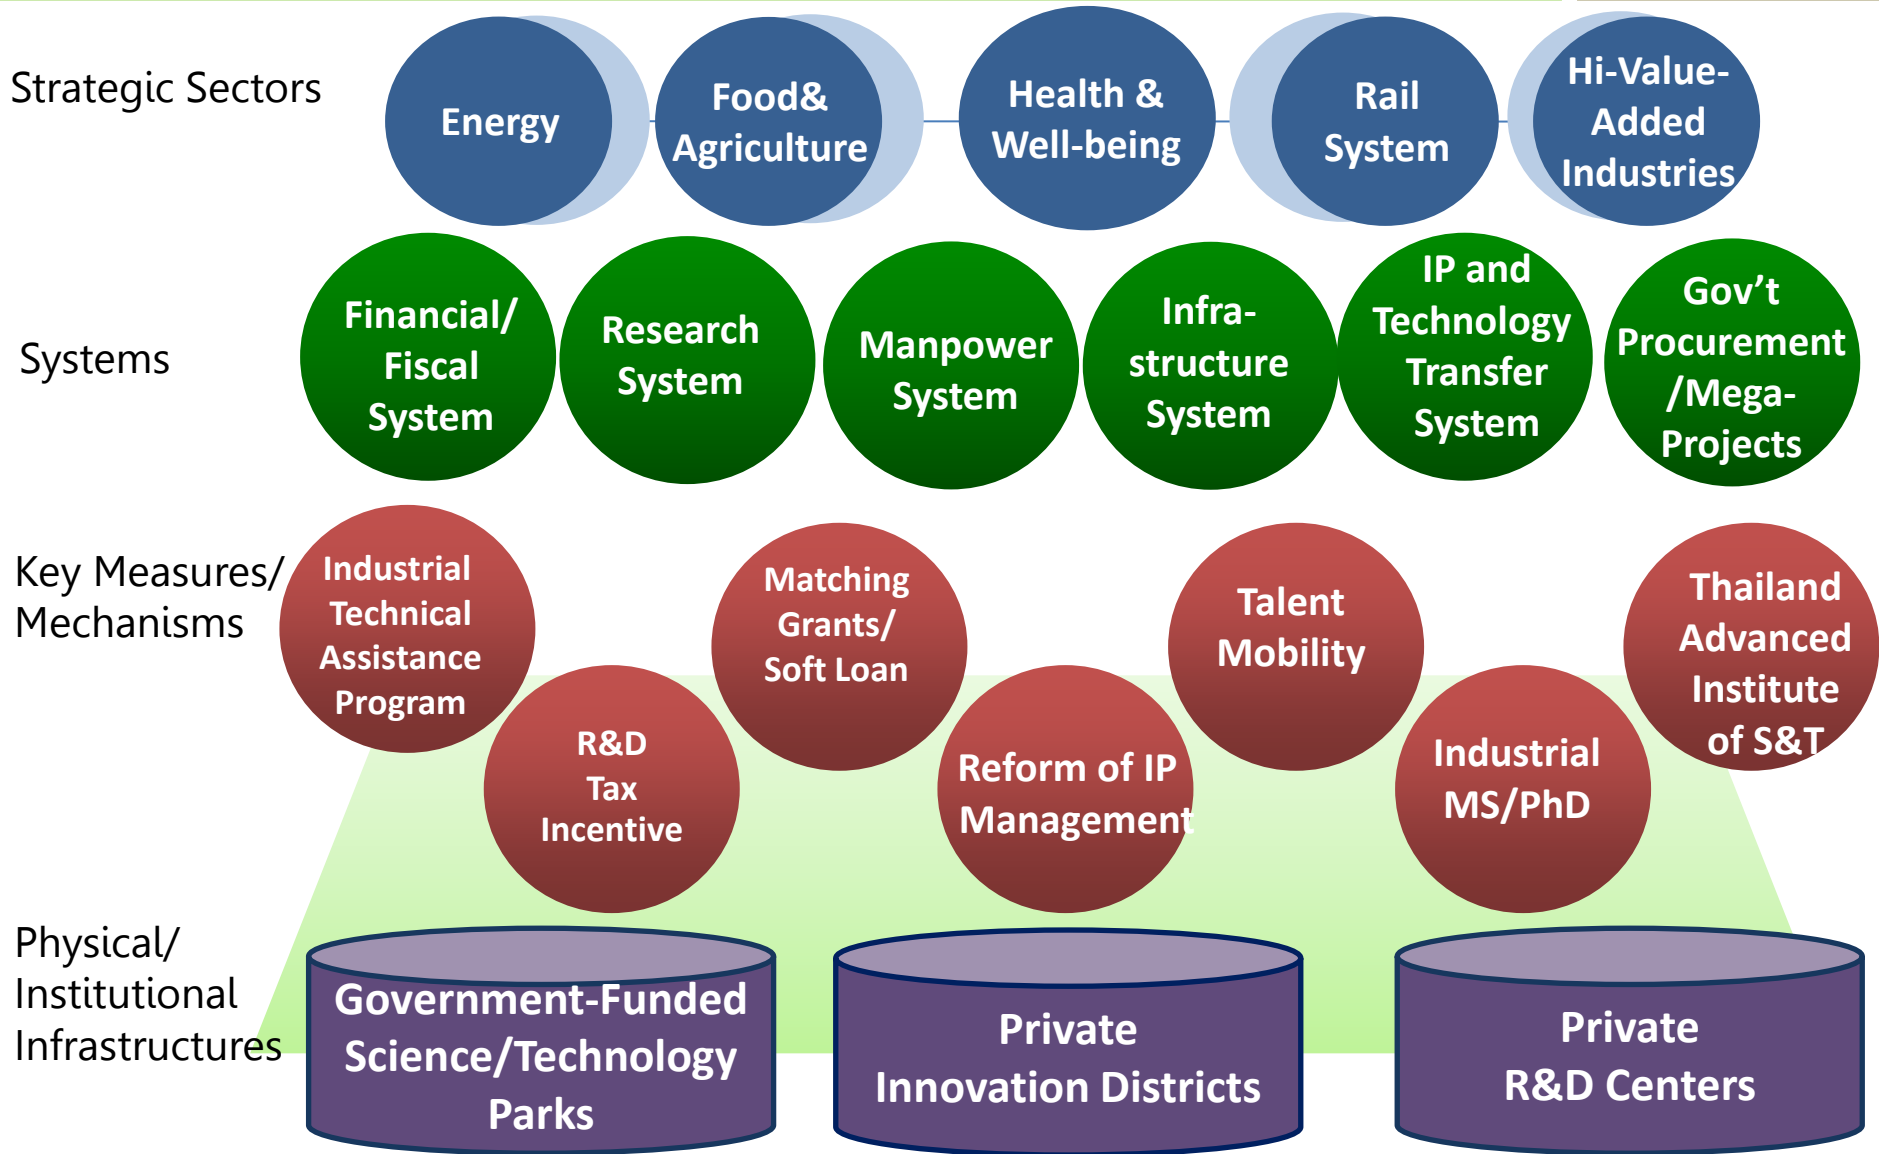 Strategic Sectors
Energy
Food&
Agriculture
Health &
Well-being
Rail
System
Hi-Value-
Added
Industries
Systems
Financial/
Fiscal
System
Research
System
Manpower
System
Infra-
structure
System
IP and
Technology
Transfer
System
Gov’t
Procurement
/Mega-
Projects
Key Measures/
Mechanisms
Industrial
Technical
Assistance
Program
R&D
Tax
Incentive
Matching
Grants/
Soft Loan
Reform of IP
Management
Talent
Mobility
Industrial
MS/PhD
Thailand
Advanced
Institute
of S&T
Physical/
Institutional
Infrastructures
Government-Funded
Science/Technology
Parks
Private
Innovation Districts
Private
R&D Centers